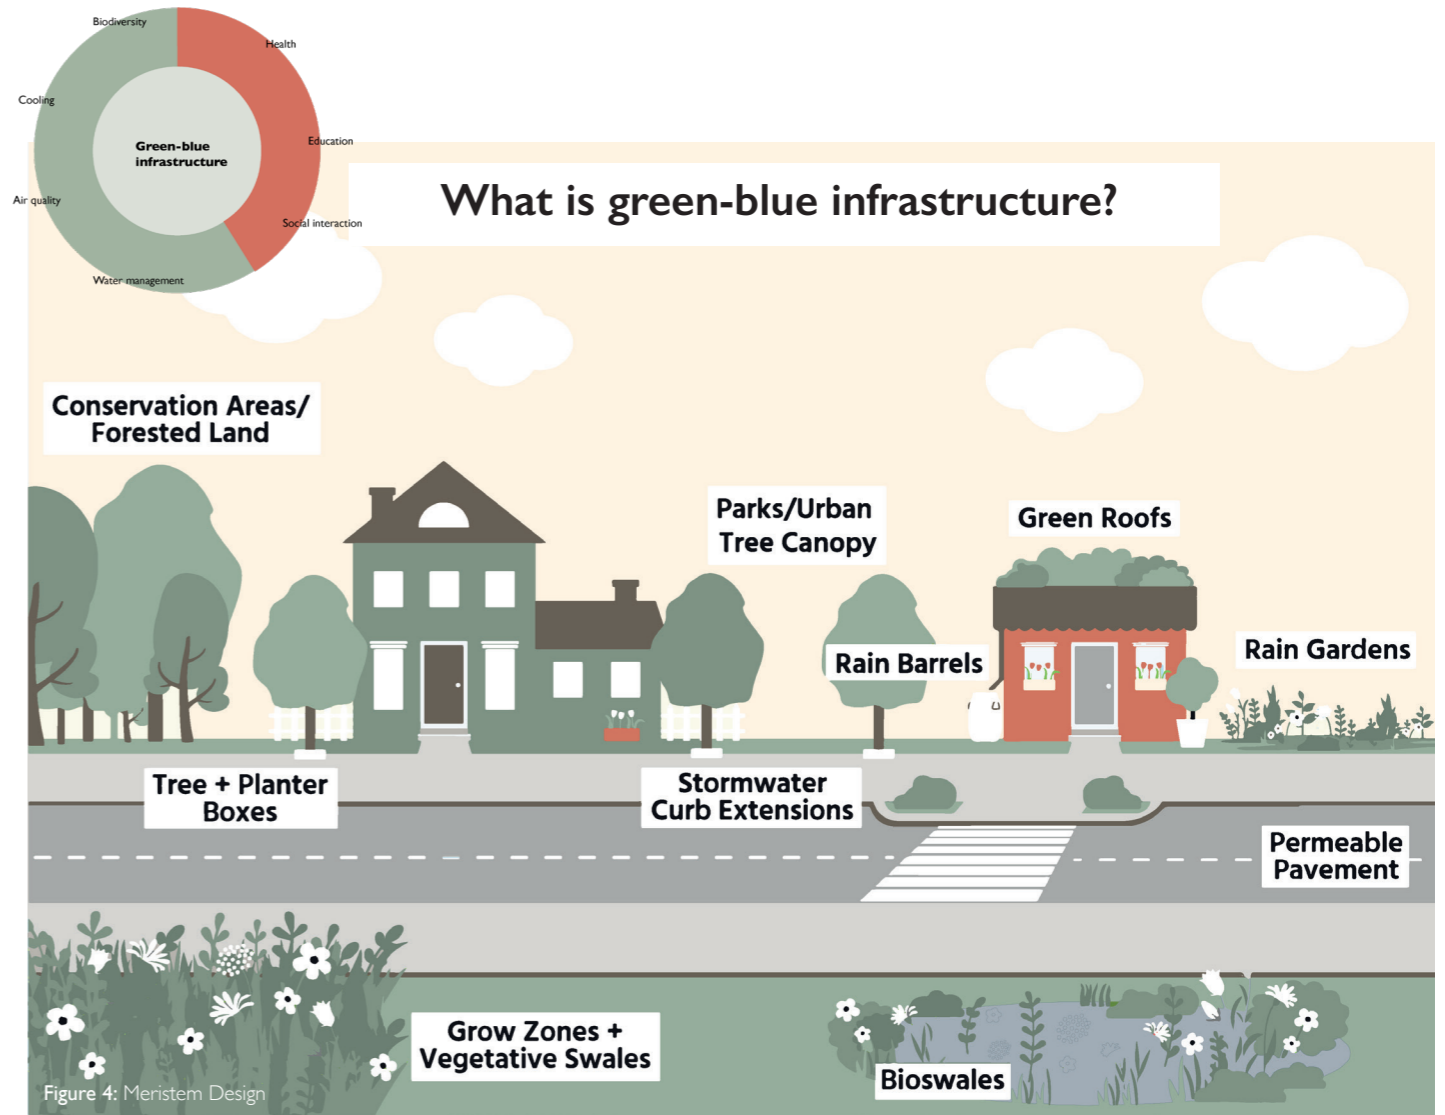 Biodiversity
Health
Cooling
Green-blue
infrastructure
Education
Air quality
Social interaction
Water management
What is green-blue infrastructure?
Conservation Areas/
Forested Land
Parks/Urban
Tree Canopy
Green Roofs
Rain Barrels
Rain Gardens
Tree + Planter
Boxes
Stormwater
Curb Extensions
Permeable
Pavement
Grow Zones +
Vegetative Swales
Bioswales
Figure 4: Meristem Design